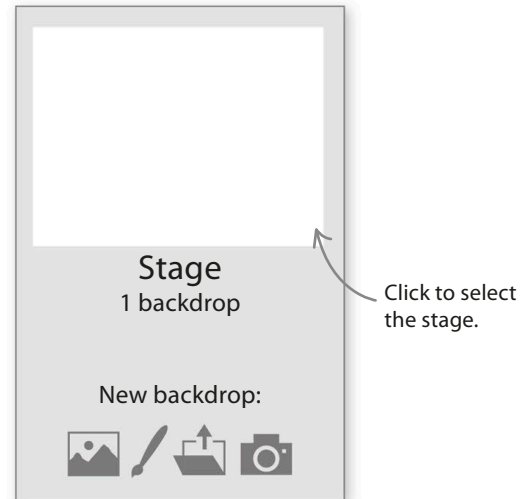 Stage
1 backdrop
Click to select
the stage.
New backdrop: